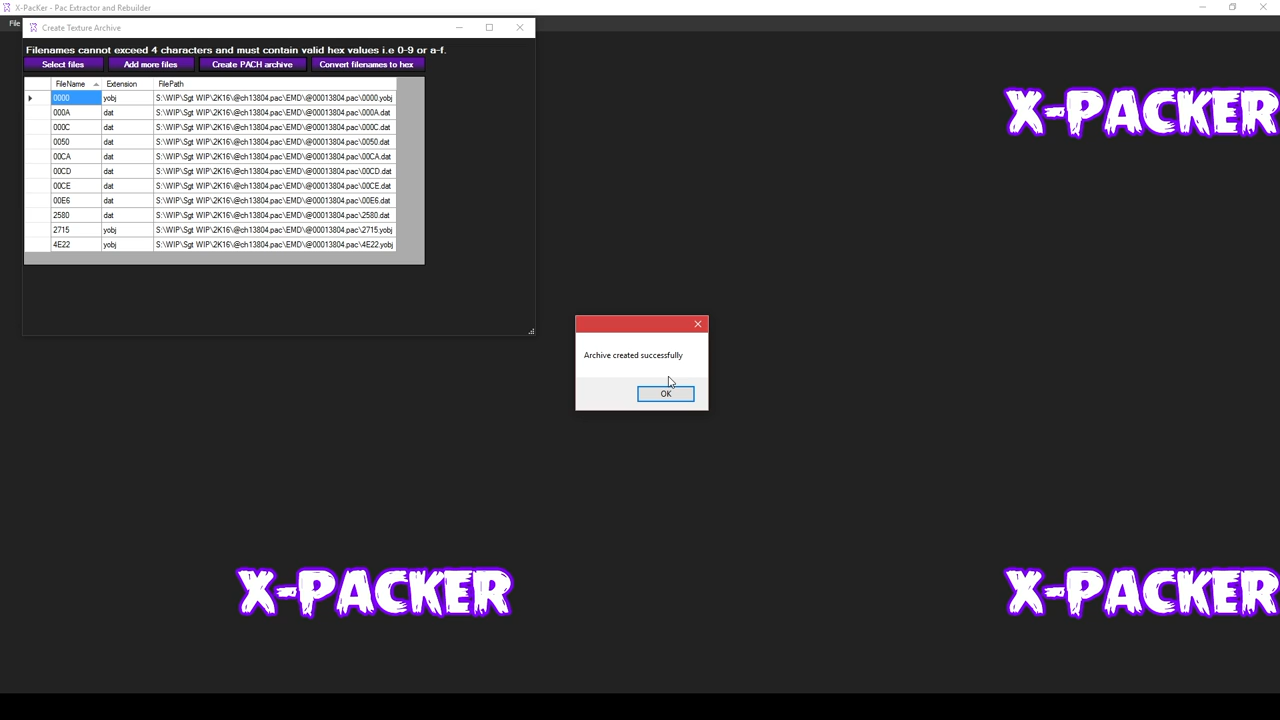 X-PacKer - Pac Extractor and Rebuilder
File
Create Texture Archive
Filenames cannot exceed 4 characters and must contain valid hex values i.e 0-9 or a-f.
Select files Add more files Create PACH archive Convert filenames to hex
FileName Extension FilePath
0000 yobj S:\WIP\Sgt WIP\2K16\@ch13804.pac\EMD\@00013804.pac\0000.yobj
000A dat S:\WIP\Sgt WIP\2K16\@ch13804.pac\EMD\@00013804.pac\000A.dat
000C dat S:\WIP\Sgt WIP\2K16\@ch13804.pac\EMD\@00013804.pac\000C.dat
0050 dat S:\WIP\Sgt WIP\2K16\@ch13804.pac\EMD\@00013804.pac\0050.dat
00CA dat S:\WIP\Sgt WIP\2K16\@ch13804.pac\EMD\@00013804.pac\00CA.dat
00CD dat S:\WIP\Sgt WIP\2K16\@ch13804.pac\EMD\@00013804.pac\00CD.dat
00CE dat S:\WIP\Sgt WIP\2K16\@ch13804.pac\EMD\@00013804.pac\00CE.dat
00E6 dat S:\WIP\Sgt WIP\2K16\@ch13804.pac\EMD\@00013804.pac\00E6.dat
2580 dat S:\WIP\Sgt WIP\2K16\@ch13804.pac\EMD\@00013804.pac\2580.dat
2715 yobj S:\WIP\Sgt WIP\2K16\@ch13804.pac\EMD\@00013804.pac\2715.yobj
4E22 yobj S:\WIP\Sgt WIP\2K16\@ch13804.pac\EMD\@00013804.pac\4E22.yobj
X-PACKER
Archive created successfully
OK
X-PACKER
X-PACKER